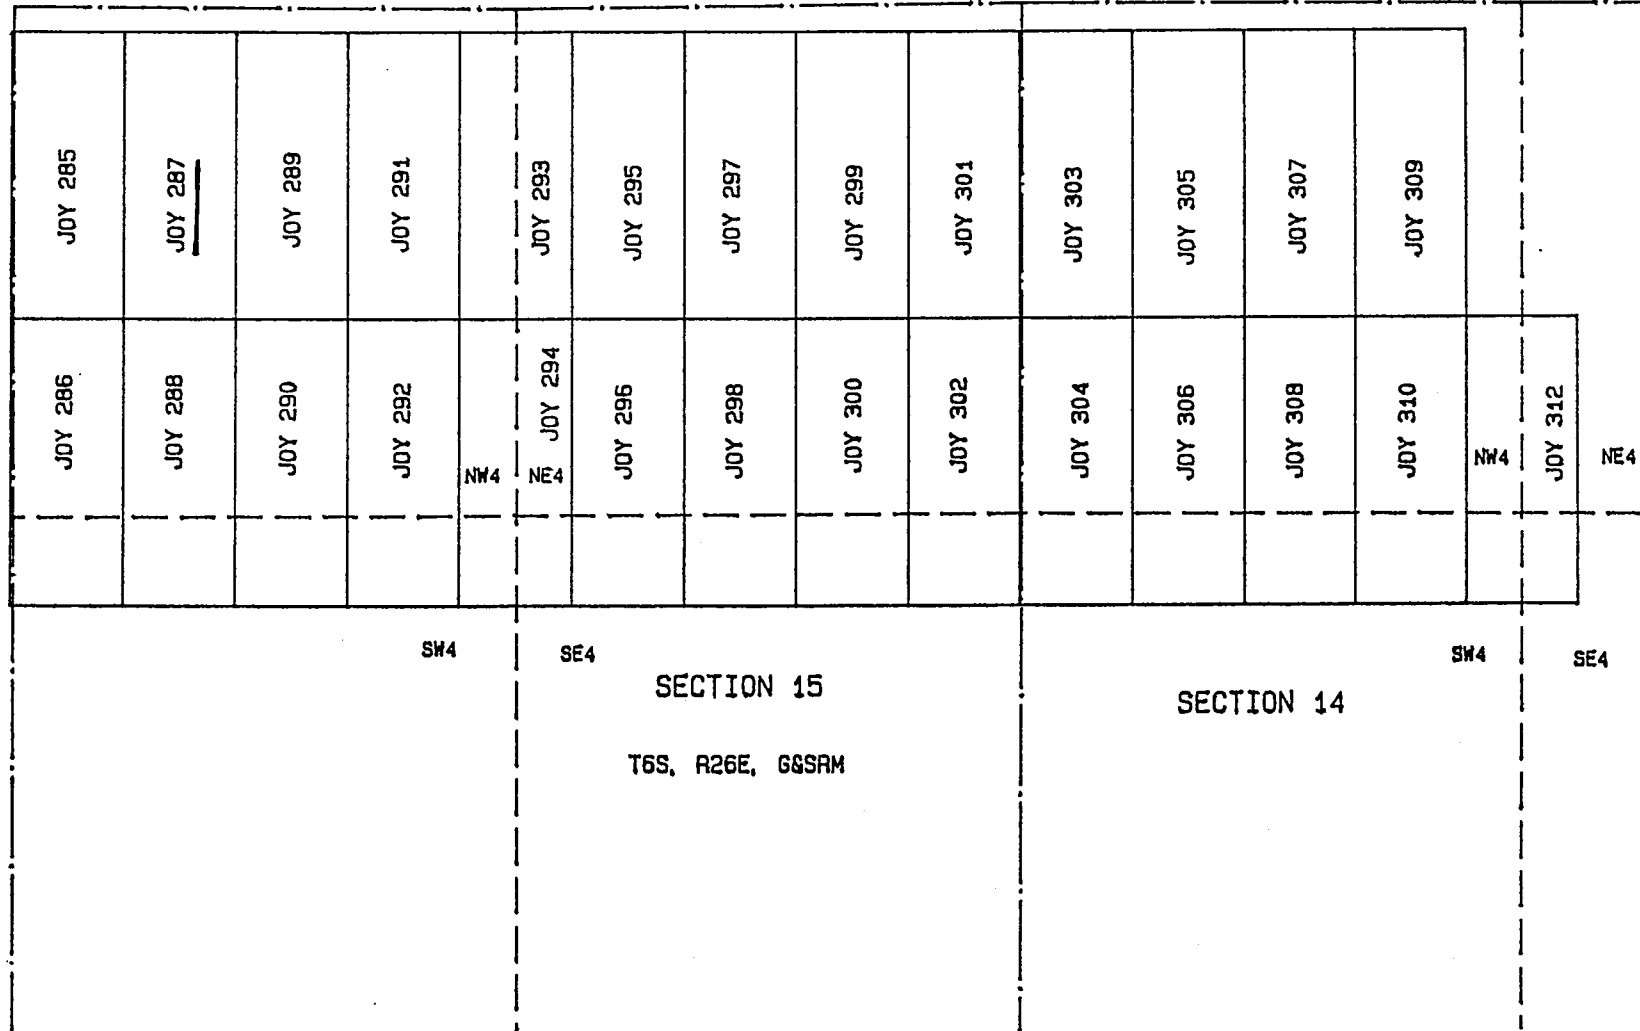 JOY 285
JOY 287
JOY 289
JOY 291
JOY 293
JOY 295
JOY 297
JOY 299
JOY 301
JOY 303
JOY 305
JOY 307
JOY 309
JOY 286
JOY 288
JOY 290
JOY 292
NW4
JOY 294
NE4
JOY 296
JOY 298
JOY 300
JOY 302
JOY 304
JOY 306
JOY 308
JOY 310
NW4
JOY 312
NE4
SW4
SE4
SECTION 15
T6S, R26E, G&SRM
SW4
SE4
SECTION 14